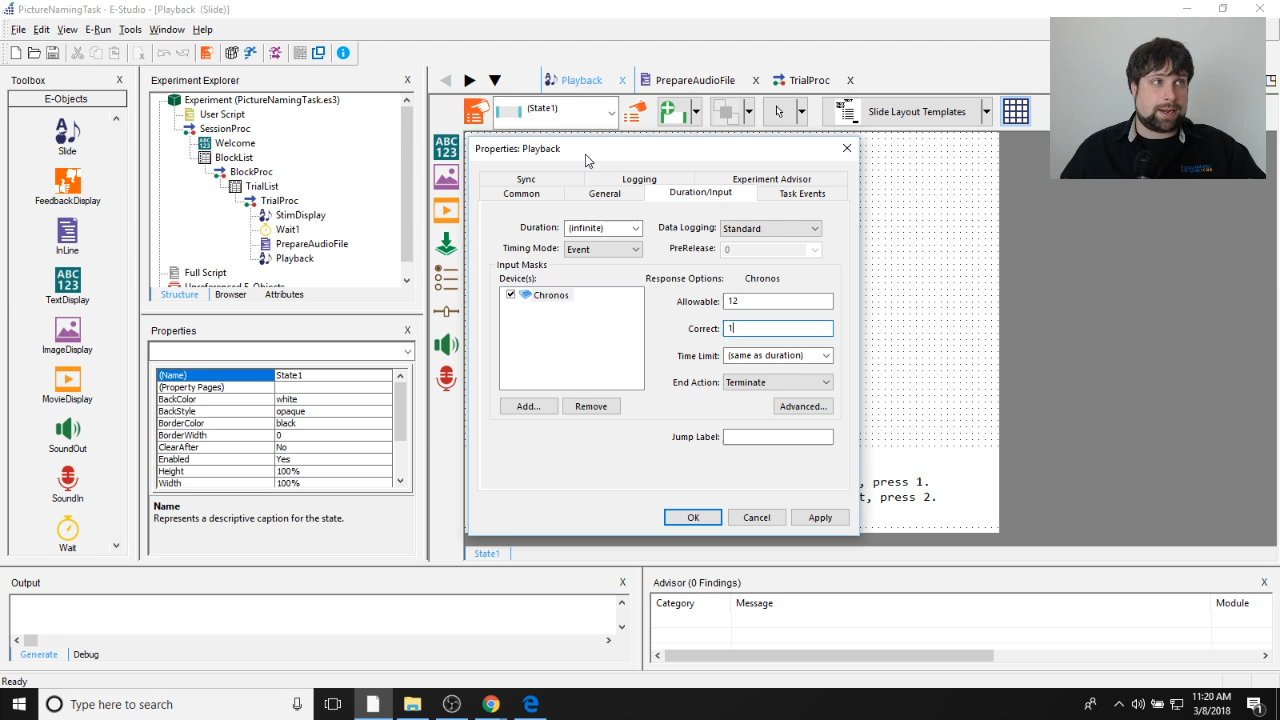 PictureNamingTask - E-Studio - [Playback (Slide)]
File Edit View E-Run Tools Window Help
Toolbox
E-Objects
Slide
FeedbackDisplay
InLine
ABC
123
TextDisplay
ImageDisplay
MovieDisplay
SoundOut
SoundIn
Wait
Experiment Explorer
Experiment (PictureNamingTask.es3)
User Script
SessionProc
Welcome
BlockList
BlockProc
TrialList
TrialProc
StimDisplay
Wait1
PrepareAudioFile
Playback
Full Script
Unreferenced E-Objects
Structure Browser Attributes
Properties
(Name) State1
(Property Pages)
BackColor white
BackStyle opaque
BorderColor black
BorderWidth 0
ClearAfter No
Enabled Yes
Height 100%
Width 100%
Name
Represents a descriptive caption for the state.
Playback PrepareAudioFile TrialProc
(State1)
Slide Layout Templates
ABC
123
Properties: Playback
Sync Logging Experiment Advisor
Common General Duration/Input Task Events
Duration: (infinite) Data Logging: Standard
Timing Mode: Event PreRelease: 0
Input Masks
Device(s): Response Options: Chronos
Chronos
Allowable: 12
Correct: 1
Time Limit: (same as duration)
End Action: Terminate
Add... Remove Advanced...
Jump Label:
OK Cancel Apply
, press 1.
t, press 2.
State1
Output
Generate Debug
Advisor (0 Findings)
Category Message Module
Ready
Type here to search
11:20 AM
3/8/2018
1